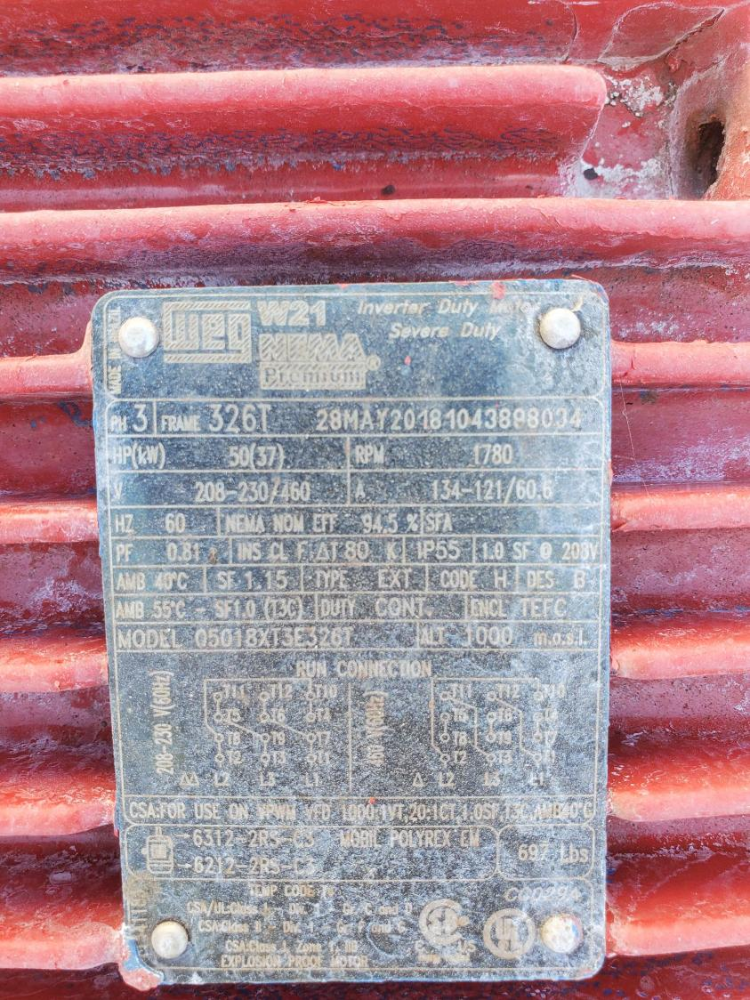 WEG W21 Inverter Duty Motor
NEMA Severe Duty
Premium
MADE IN
PH 3 FRAME 326T 28MAY2018 1043898034
HP(kW) 50(37) RPM 1780
V 208-230/460 A 134-121/60.6
HZ 60 NEMA NOM EFF 94.5 % SFA
PF 0.81 INS CL F ΔT 80 K IP55 1.0 SF @ 208V
AMB 40°C SF 1.15 TYPE EXT CODE H DES B
AMB 55°C - SF1.0 (T3C) DUTY CONT. ENCL TEFC
MODEL 05018XT3E326T ALT 1000 m.a.s.l.
RUN CONNECTION
208-230 V(60Hz) T11 T12 T10 460 V(60Hz) T11 T12 T10
T5 T6 T4 T5 T6 T4
T8 T9 T7 T8 T9 T7
T2 T3 T1 T2 T3 T1
ΔΔ L2 L3 L1 Δ L2 L3 L1
CSA:FOR USE ON VPWM VFD 1000:1VT,20:1CT,1.0SF,T3C,AMB40°C
6312-2RS-C3 MOBIL POLYREX EM 697 Lbs
6212-2RS-C3
TEMP CODE CC029A
CSA/UL:Class I - Div. 1 - Gr. C and D
CSA:Class II - Div. 1 - Gr. F and G
CSA:Class I, Zone 1, IIB C US
EXPLOSION PROOF MOTOR